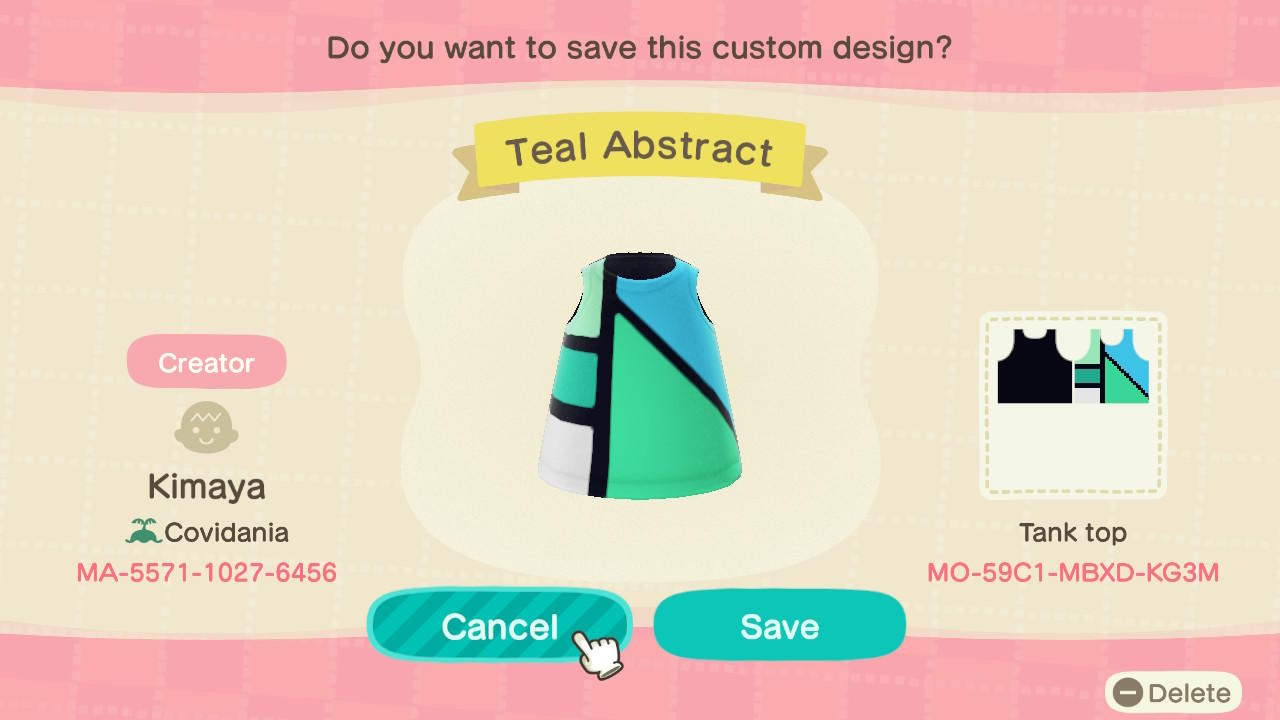 Do you want to save this custom design?
Teal Abstract
Creator
Kimaya
Covidania
MA-5571-1027-6456
Tank top
MO-59C1-MBXD-KG3M
Cancel
Save
Delete